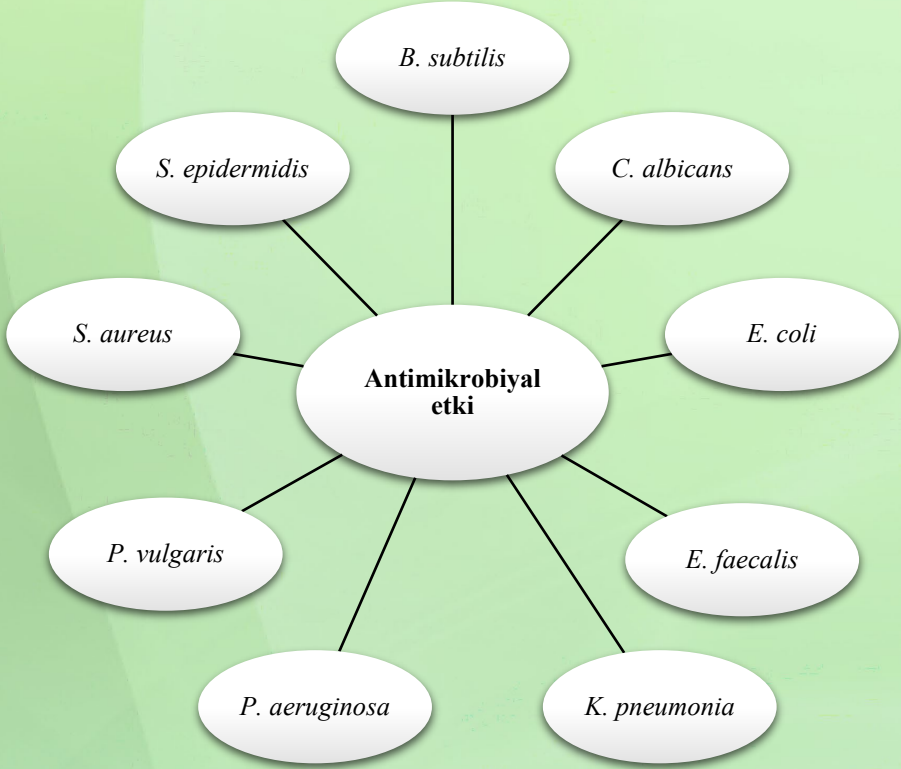 B. subtilis
S. epidermidis
C. albicans
S. aureus
E. coli
Antimikrobiyal
etki
P. vulgaris
E. faecalis
P. aeruginosa
K. pneumonia